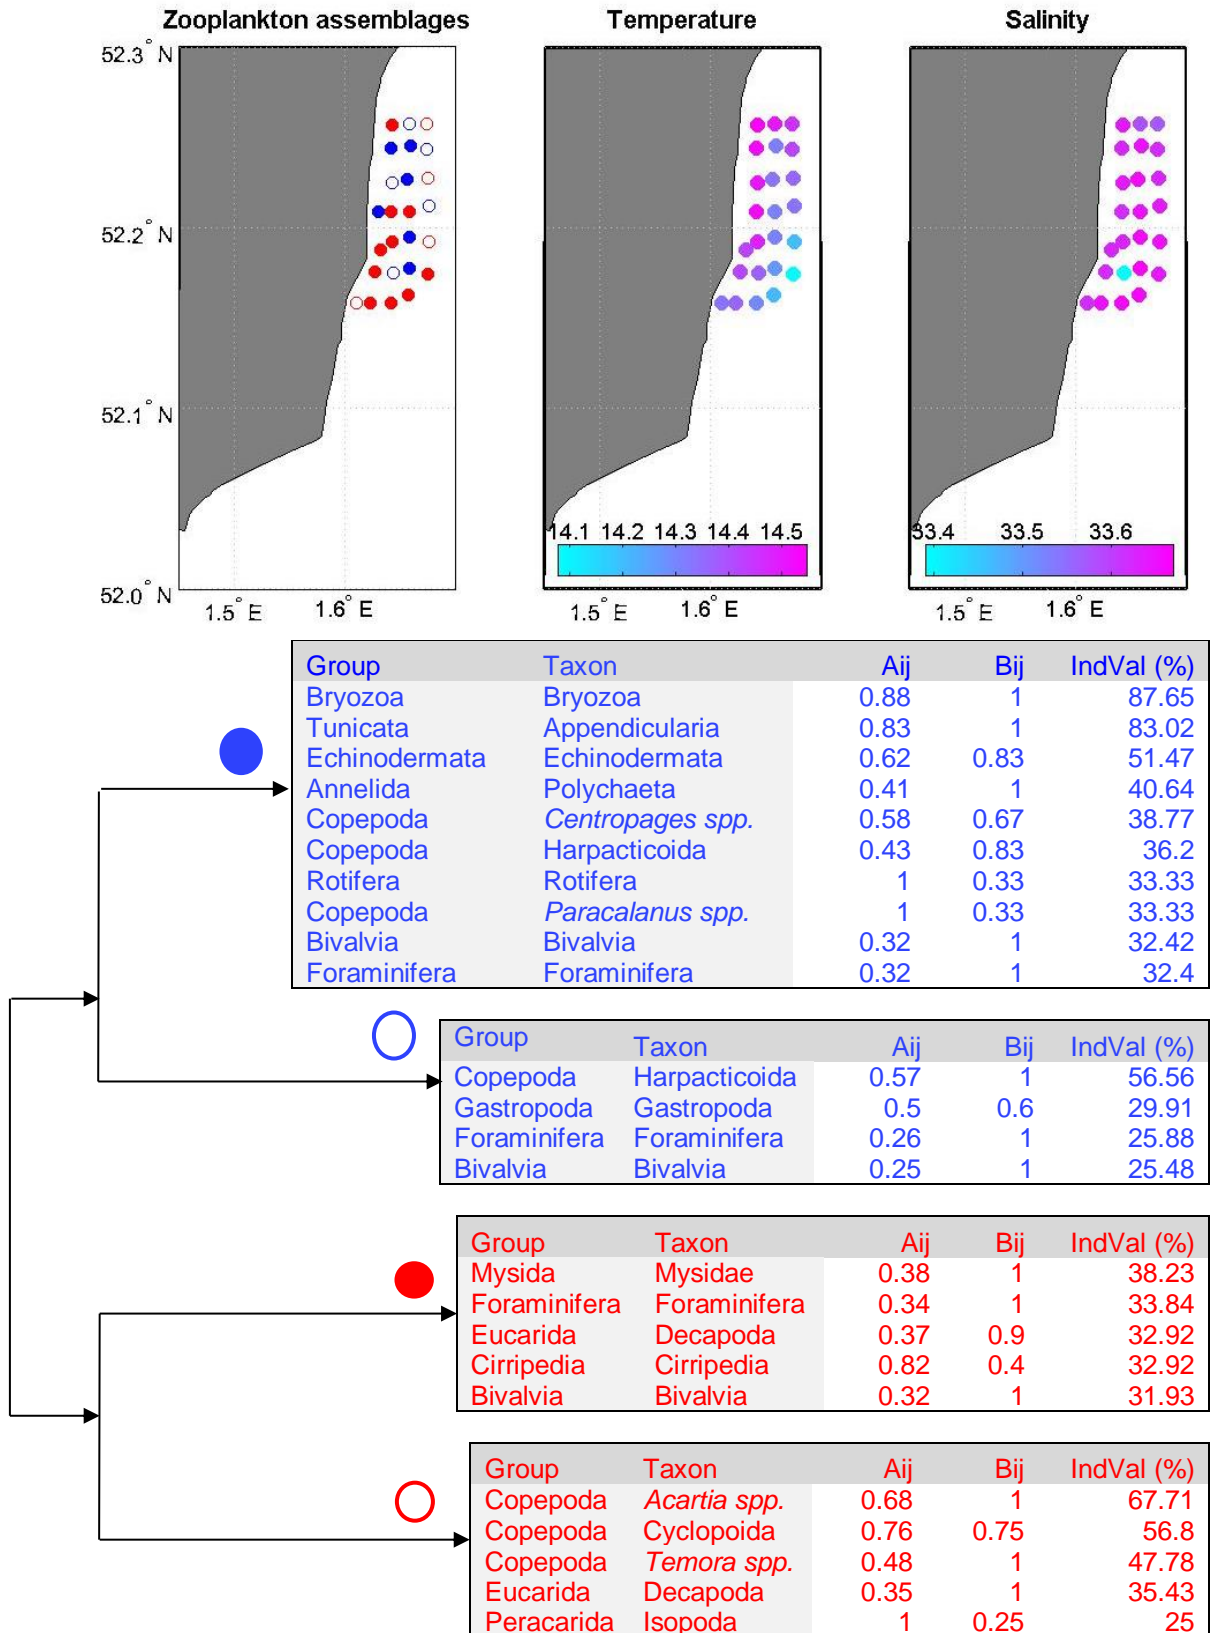 Zooplankton assemblages Temperature Salinity
52.3° N
52.2° N
52.1° N
52.0° N
14.1 14.2 14.3 14.4 14.5
33.4 33.5 33.6
1.5° E 1.6° E 1.5° E 1.6° E 1.5° E 1.6° E
Group Taxon Aij Bij IndVal (%)
Bryozoa Bryozoa 0.88 1 87.65
Tunicata Appendicularia 0.83 1 83.02
Echinodermata Echinodermata 0.62 0.83 51.47
Annelida Polychaeta 0.41 1 40.64
Copepoda Centropages spp. 0.58 0.67 38.77
Copepoda Harpacticoida 0.43 0.83 36.2
Rotifera Rotifera 1 0.33 33.33
Copepoda Paracalanus spp. 1 0.33 33.33
Bivalvia Bivalvia 0.32 1 32.42
Foraminifera Foraminifera 0.32 1 32.4
Group Taxon Aij Bij IndVal (%)
Copepoda Harpacticoida 0.57 1 56.56
Gastropoda Gastropoda 0.5 0.6 29.91
Foraminifera Foraminifera 0.26 1 25.88
Bivalvia Bivalvia 0.25 1 25.48
Group Taxon Aij Bij IndVal (%)
Mysida Mysidae 0.38 1 38.23
Foraminifera Foraminifera 0.34 1 33.84
Eucarida Decapoda 0.37 0.9 32.92
Cirripedia Cirripedia 0.82 0.4 32.92
Bivalvia Bivalvia 0.32 1 31.93
Group Taxon Aij Bij IndVal (%)
Copepoda Acartia spp. 0.68 1 67.71
Copepoda Cyclopoida 0.76 0.75 56.8
Copepoda Temora spp. 0.48 1 47.78
Eucarida Decapoda 0.35 1 35.43
Peracarida Isopoda 1 0.25 25